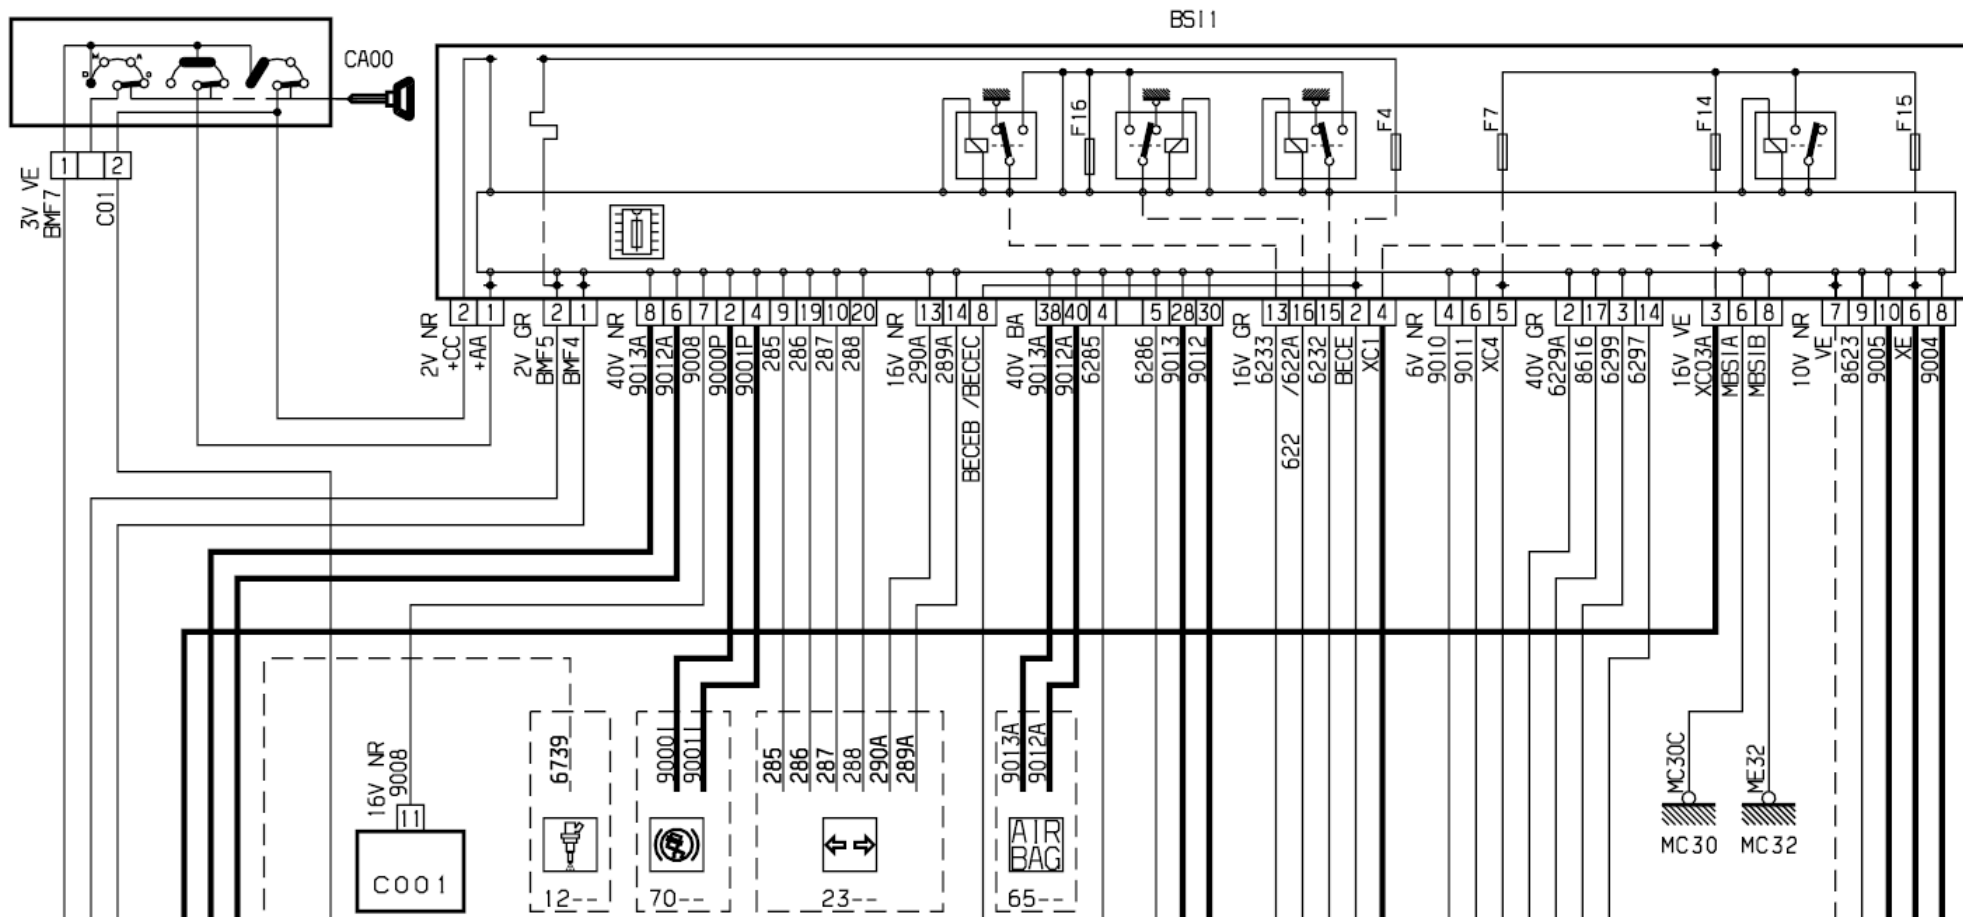 BSI1
CA00
M A
D D
F16
F4
F7
F14
F15
1 2
3V VE
BMF7
C01
2 1 2 1 8 6 7 2 4 9 19 10 20 13 14 8 38 40 4 5 28 30 13 16 15 2 4 4 6 5 2 17 3 14 3 6 8 7 9 10 6 8
2V NR
+CC
+AA
2V GR
BMF5
BMF4
40V NR
9013A
9012A
9008
9000P
9001P
285
286
287
288
16V NR
290A
289A
BECEB /BECEC
40V BA
9013A
9012A
6285
6286
9013
9012
16V GR
6233
622 /622A
6232
BECE
XC1
6V NR
9010
9011
XC4
40V GR
6229A
8616
6299
6297
16V VE
XC03A
MBSIA
MBSIB
10V NR
VE
8623
9005
XE
9004
16V NR
9008
11
C001
6739
12--
9000I
9001I
70--
285
286
287
288
290A
289A
23--
9013A
9012A
AIR
BAG
65--
MC30C
MC30
ME32
MC32